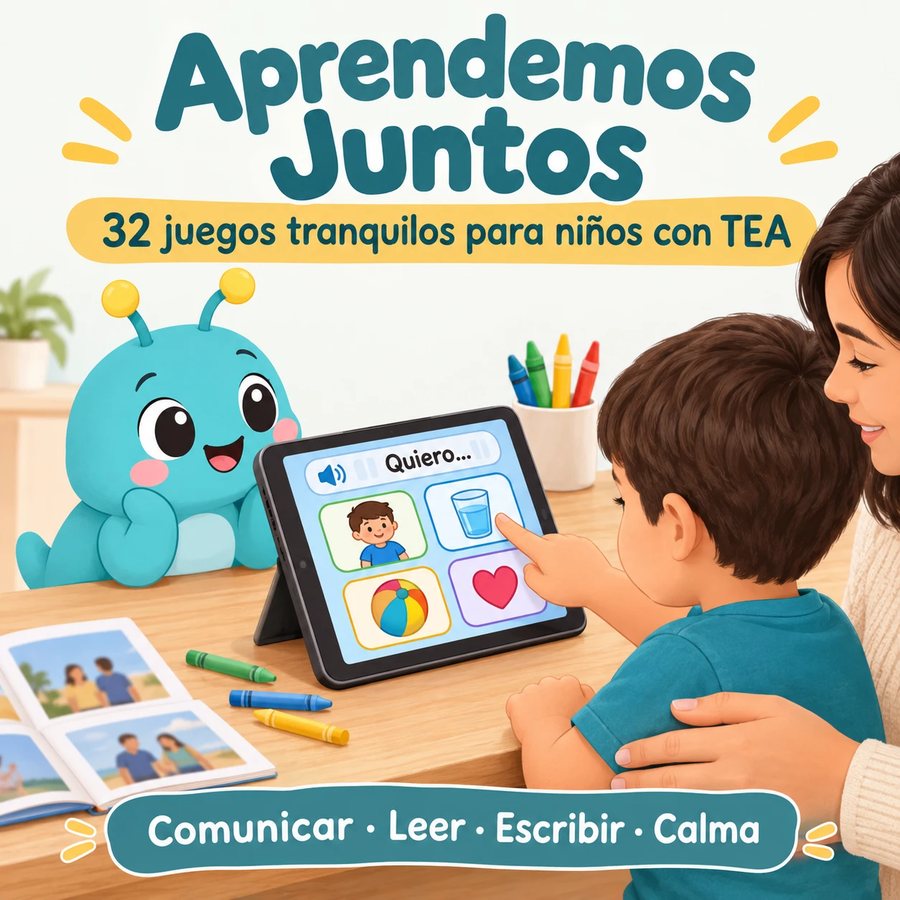 Aprendemos
Juntos
32 juegos tranquilos para niños con TEA
Quiero...
Comunicar · Leer · Escribir · Calma